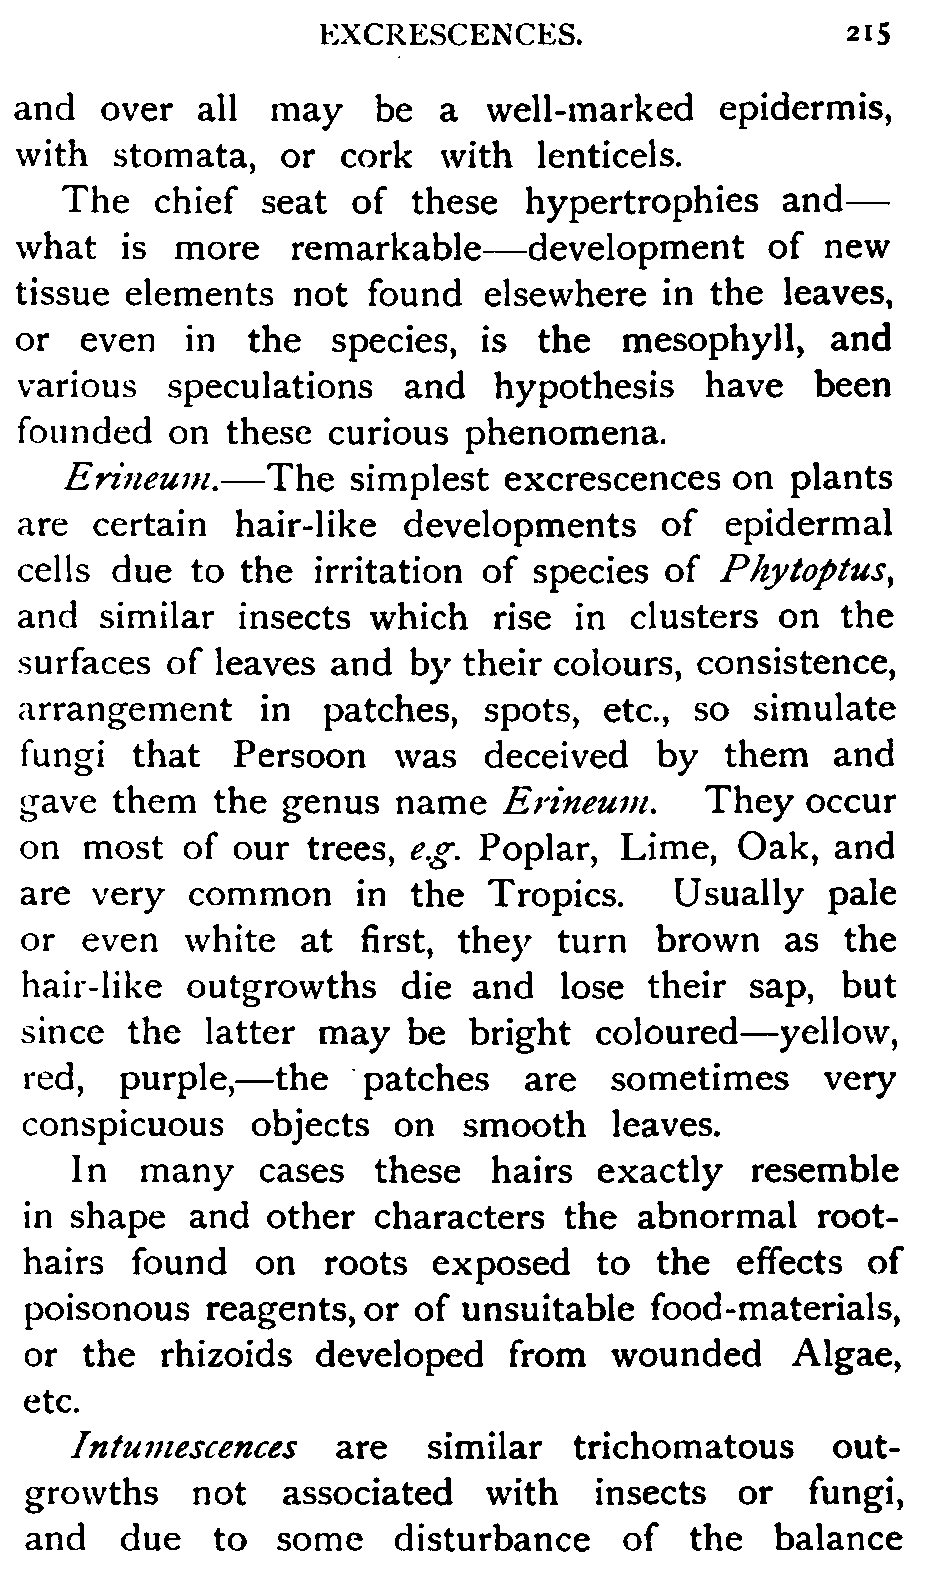 EXCRESCENCES. 215
and over all may be a well-marked epidermis,
with stomata, or cork with lenticels.
The chief seat of these hypertrophies and—
what is more remarkable—development of new
tissue elements not found elsewhere in the leaves,
or even in the species, is the mesophyll, and
various speculations and hypothesis have been
founded on these curious phenomena.
Erineum.—The simplest excrescences on plants
are certain hair-like developments of epidermal
cells due to the irritation of species of Phytoptus,
and similar insects which rise in clusters on the
surfaces of leaves and by their colours, consistence,
arrangement in patches, spots, etc., so simulate
fungi that Persoon was deceived by them and
gave them the genus name Erineum. They occur
on most of our trees, e.g. Poplar, Lime, Oak, and
are very common in the Tropics. Usually pale
or even white at first, they turn brown as the
hair-like outgrowths die and lose their sap, but
since the latter may be bright coloured—yellow,
red, purple,—the patches are sometimes very
conspicuous objects on smooth leaves.
In many cases these hairs exactly resemble
in shape and other characters the abnormal root-
hairs found on roots exposed to the effects of
poisonous reagents, or of unsuitable food-materials,
or the rhizoids developed from wounded Algae,
etc.
Intumescences are similar trichomatous out-
growths not associated with insects or fungi,
and due to some disturbance of the balance